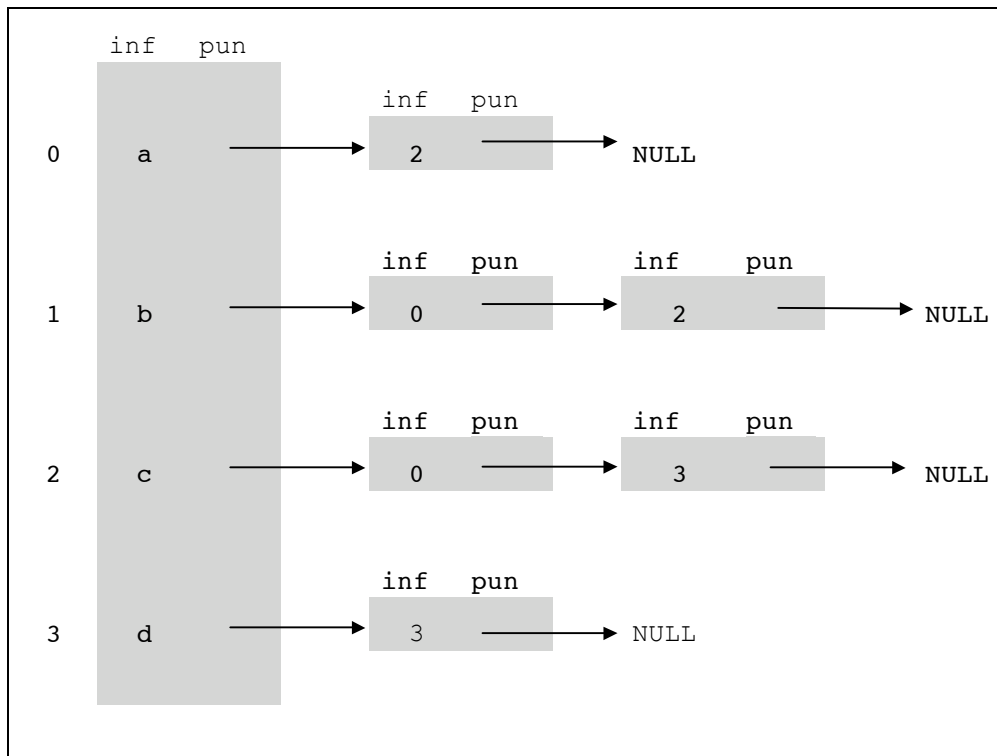 inf pun
inf pun
0 a 2 NULL
inf pun inf pun
1 b 0 2 NULL
inf pun inf pun
2 c 0 3 NULL
inf pun
3 d 3 NULL